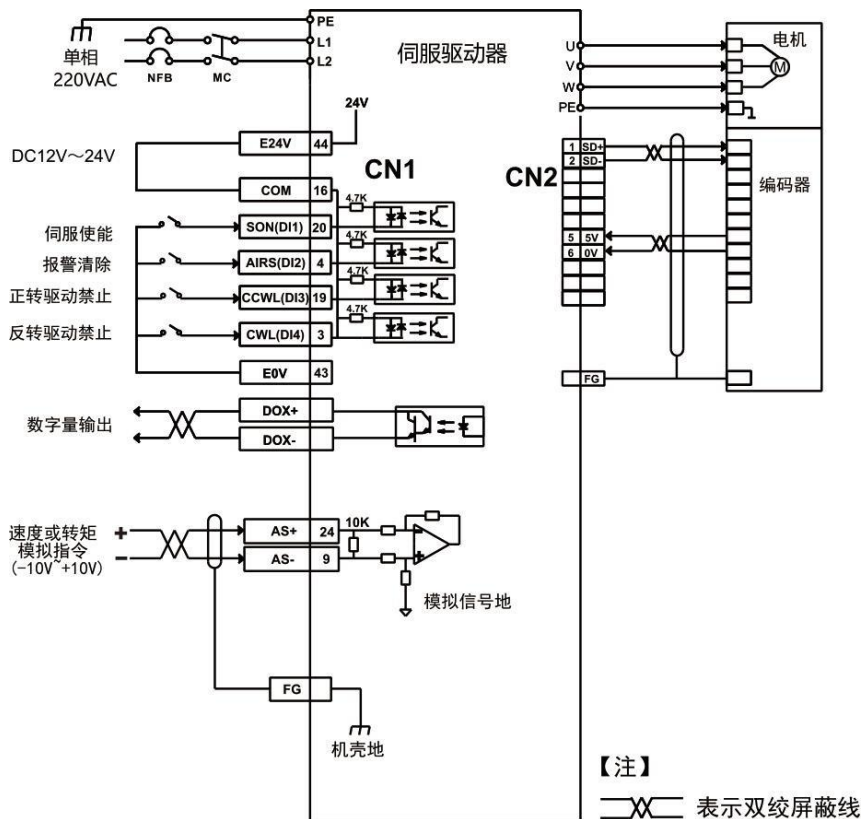 PE
L1
L2
单相
220VAC
NFB
MC
伺服驱动器
U
V
W
PE
电机
M
24V
DC12V～24V
E24V 44
CN1
COM 16
4.7K
伺服使能
SON(DI1) 20
4.7K
报警清除
AIRS(DI2) 4
4.7K
正转驱动禁止
CCWL(DI3) 19
4.7K
反转驱动禁止
CWL(DI4) 3
E0V 43
数字量输出
DOX+
DOX-
CN2
1 SD+
2 SD-
5 5V
6 0V
FG
编码器
速度或转矩
模拟指令
(-10V~+10V)
+
-
AS+ 24
AS- 9
10K
-
+
模拟信号地
FG
机壳地
【注】
表示双绞屏蔽线